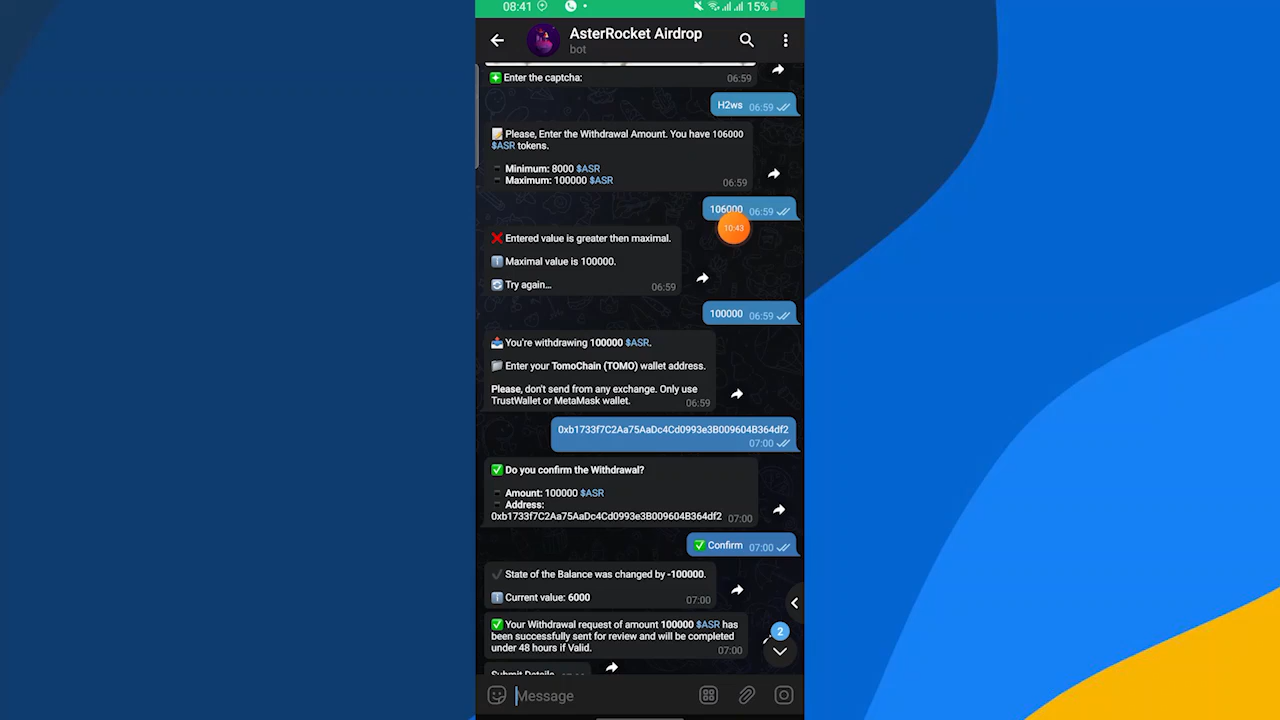 08:41
15%
AsterRocket Airdrop
bot
Enter the captcha:
06:59
H2ws 06:59
Please, Enter the Withdrawal Amount. You have 106000
$ASR tokens.
Minimum: 8000 $ASR
Maximum: 100000 $ASR
06:59
106000 06:59
10:43
Entered value is greater then maximal.
Maximal value is 100000.
Try again...
06:59
100000 06:59
You're withdrawing 100000 $ASR.
Enter your TomoChain (TOMO) wallet address.
Please, don't send from any exchange. Only use
TrustWallet or MetaMask wallet.
06:59
0xb1733f7C2Aa75AaDc4Cd0993e3B009604B364df2
07:00
Do you confirm the Withdrawal?
Amount: 100000 $ASR
Address:
0xb1733f7C2Aa75AaDc4Cd0993e3B009604B364df2
07:00
Confirm 07:00
State of the Balance was changed by -100000.
Current value: 6000
07:00
Your Withdrawal request of amount 100000 $ASR has
been successfully sent for review and will be completed
under 48 hours if Valid.
07:00
2
Submit Details
Message